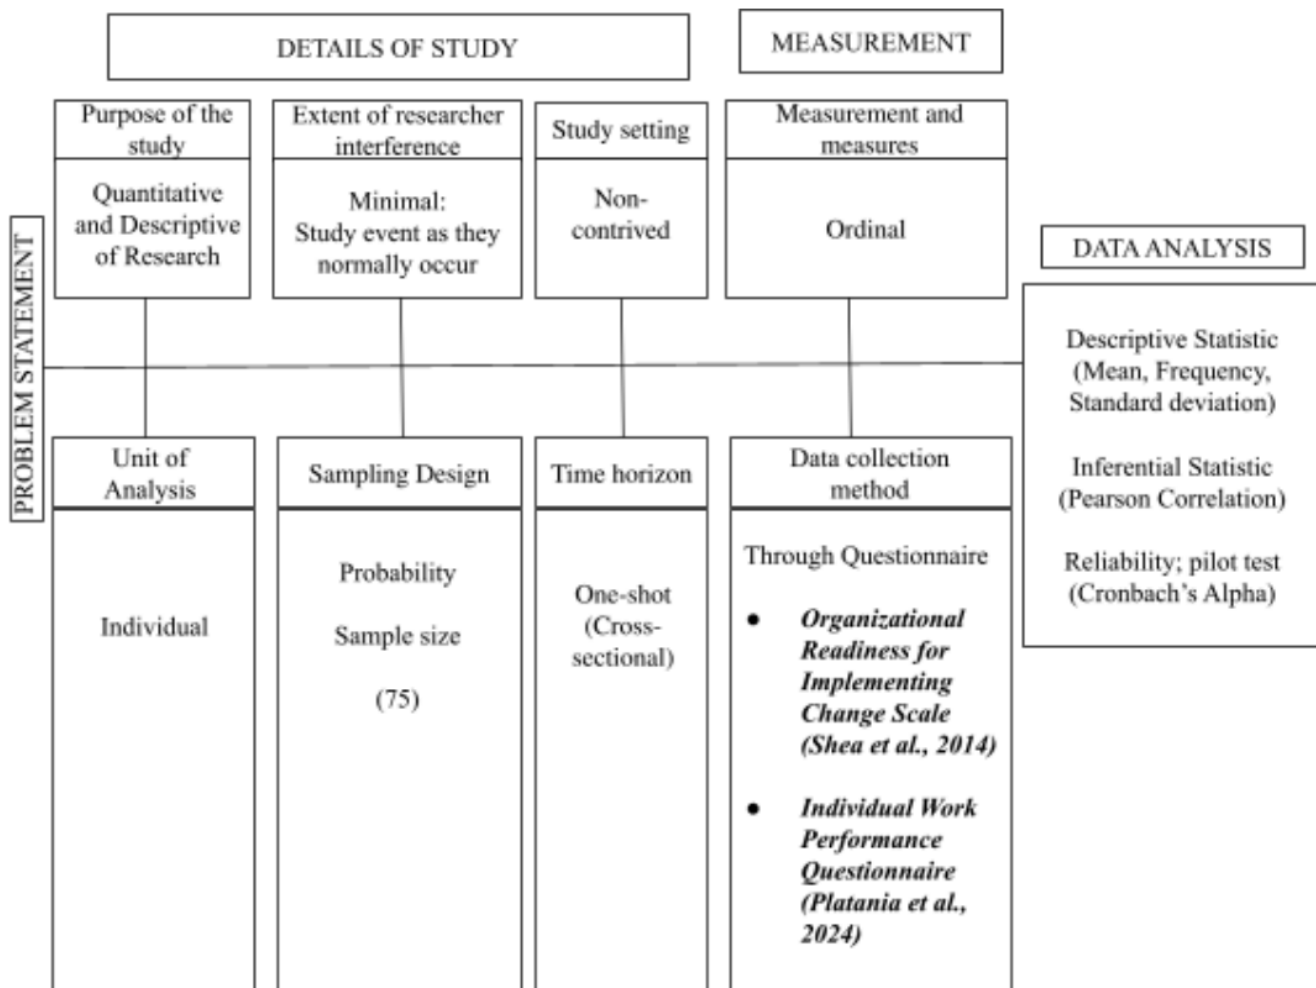 DETAILS OF STUDY
MEASUREMENT
Purpose of the
study
Quantitative
and Descriptive
of Research
Extent of researcher
interference
Minimal:
Study event as they
normally occur
Study setting
Non-
contrived
Measurement and
measures
Ordinal
PROBLEM STATEMENT
Unit of
Analysis
Individual
Sampling Design
Probability
Sample size
(75)
Time horizon
One-shot
(Cross-
sectional)
Data collection
method
Through Questionnaire
● Organizational
Readiness for
Implementing
Change Scale
(Shea et al., 2014)
● Individual Work
Performance
Questionnaire
(Platania et al.,
2024)
DATA ANALYSIS
Descriptive Statistic
(Mean, Frequency,
Standard deviation)
Inferential Statistic
(Pearson Correlation)
Reliability; pilot test
(Cronbach's Alpha)